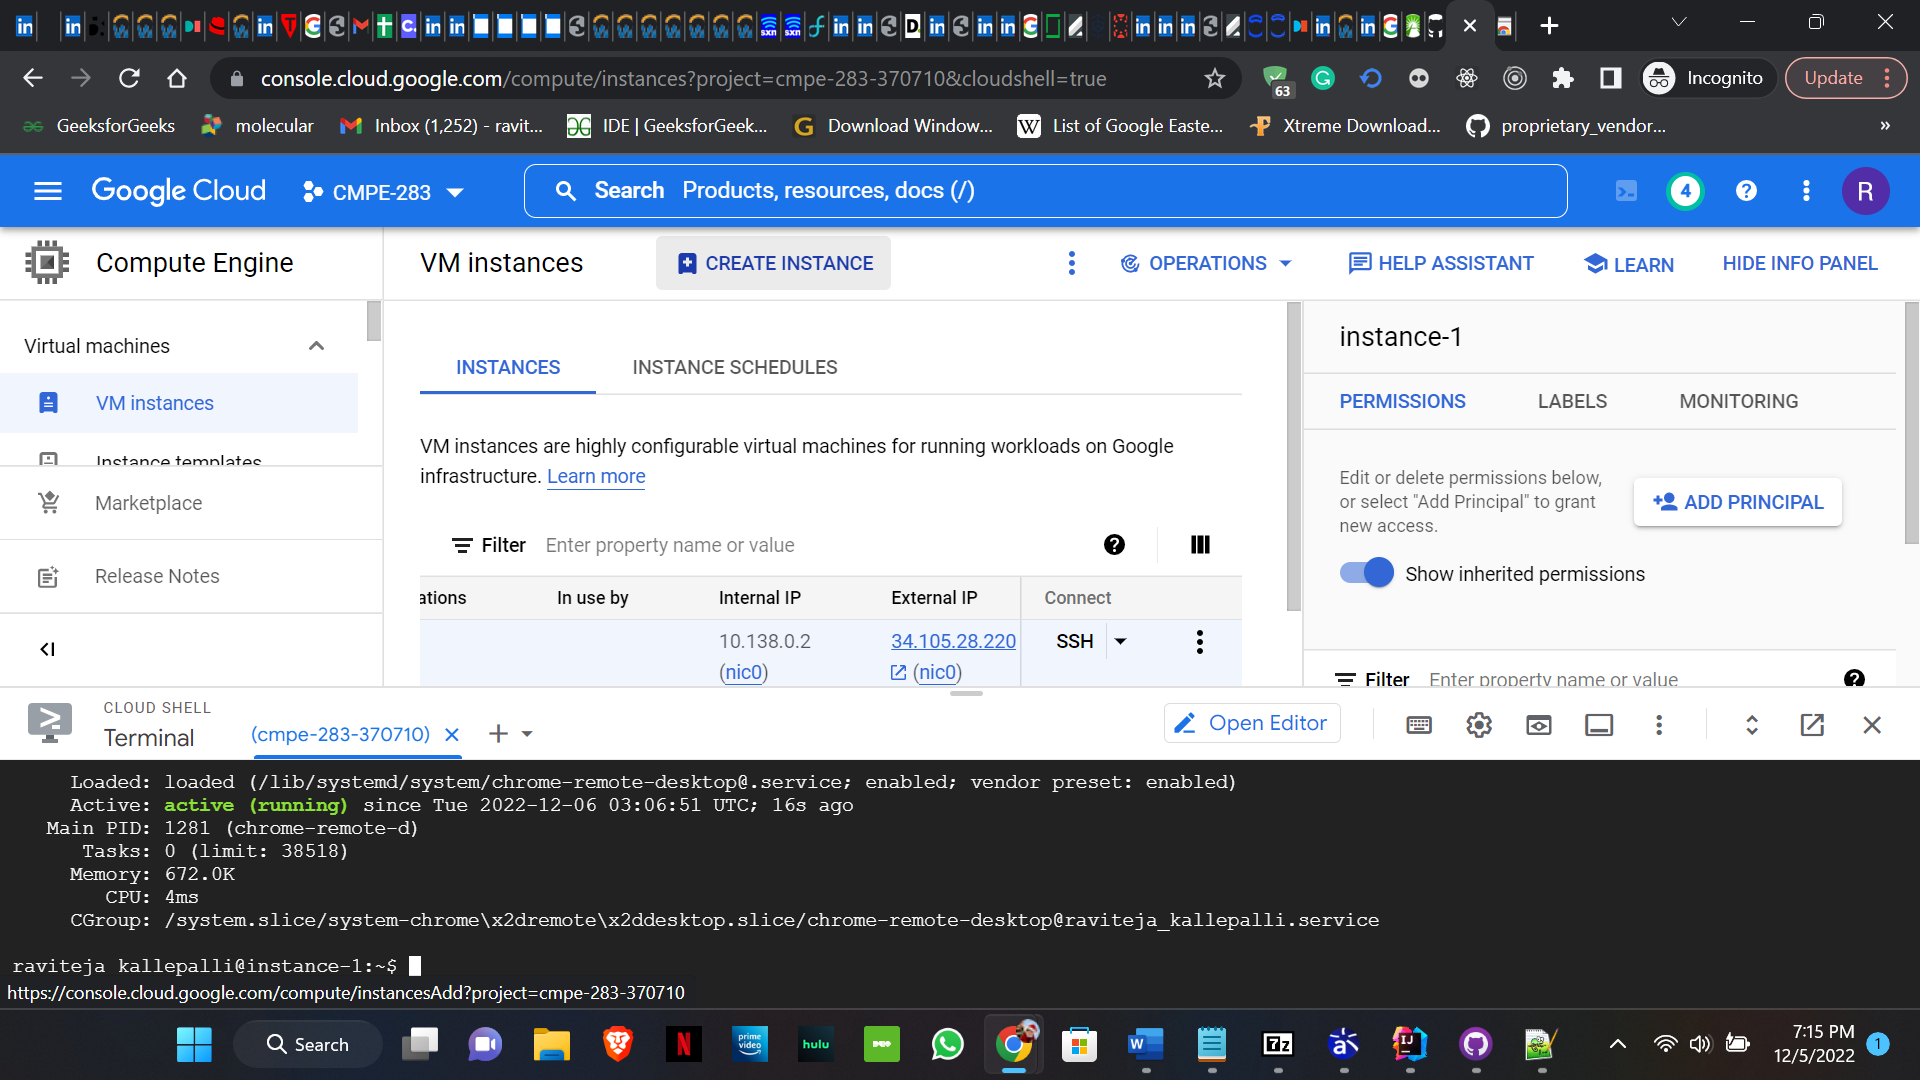 console.cloud.google.com/compute/instances?project=cmpe-283-370710&cloudshell=true
63
Incognito
Update
GeeksforGeeks
molecular
Inbox (1,252) - ravit...
IDE | GeeksforGeek...
Download Window...
List of Google Easte...
Xtreme Download...
proprietary_vendor...
»
Google Cloud
CMPE-283
Search Products, resources, docs (/)
4
R
Compute Engine
VM instances
CREATE INSTANCE
OPERATIONS
HELP ASSISTANT
LEARN
HIDE INFO PANEL
Virtual machines
VM instances
Instance templates
Marketplace
Release Notes
INSTANCES
INSTANCE SCHEDULES
VM instances are highly configurable virtual machines for running workloads on Google
infrastructure. Learn more
Filter Enter property name or value
ations
In use by
Internal IP
External IP
Connect
10.138.0.2
(nic0)
34.105.28.220
(nic0)
SSH
instance-1
PERMISSIONS
LABELS
MONITORING
Edit or delete permissions below,
or select "Add Principal" to grant
new access.
ADD PRINCIPAL
Show inherited permissions
Filter Enter property name or value
CLOUD SHELL
Terminal
(cmpe-283-370710)
Open Editor
Loaded: loaded (/lib/systemd/system/chrome-remote-desktop@.service; enabled; vendor preset: enabled)
Active: active (running) since Tue 2022-12-06 03:06:51 UTC; 16s ago
Main PID: 1281 (chrome-remote-d)
Tasks: 0 (limit: 38518)
Memory: 672.0K
CPU: 4ms
CGroup: /system.slice/system-chrome\x2dremote\x2ddesktop.slice/chrome-remote-desktop@raviteja_kallepalli.service
raviteja kallepalli@instance-1:~$
https://console.cloud.google.com/compute/instancesAdd?project=cmpe-283-370710
Search
prime video
hulu
7z
7:15 PM
12/5/2022
1